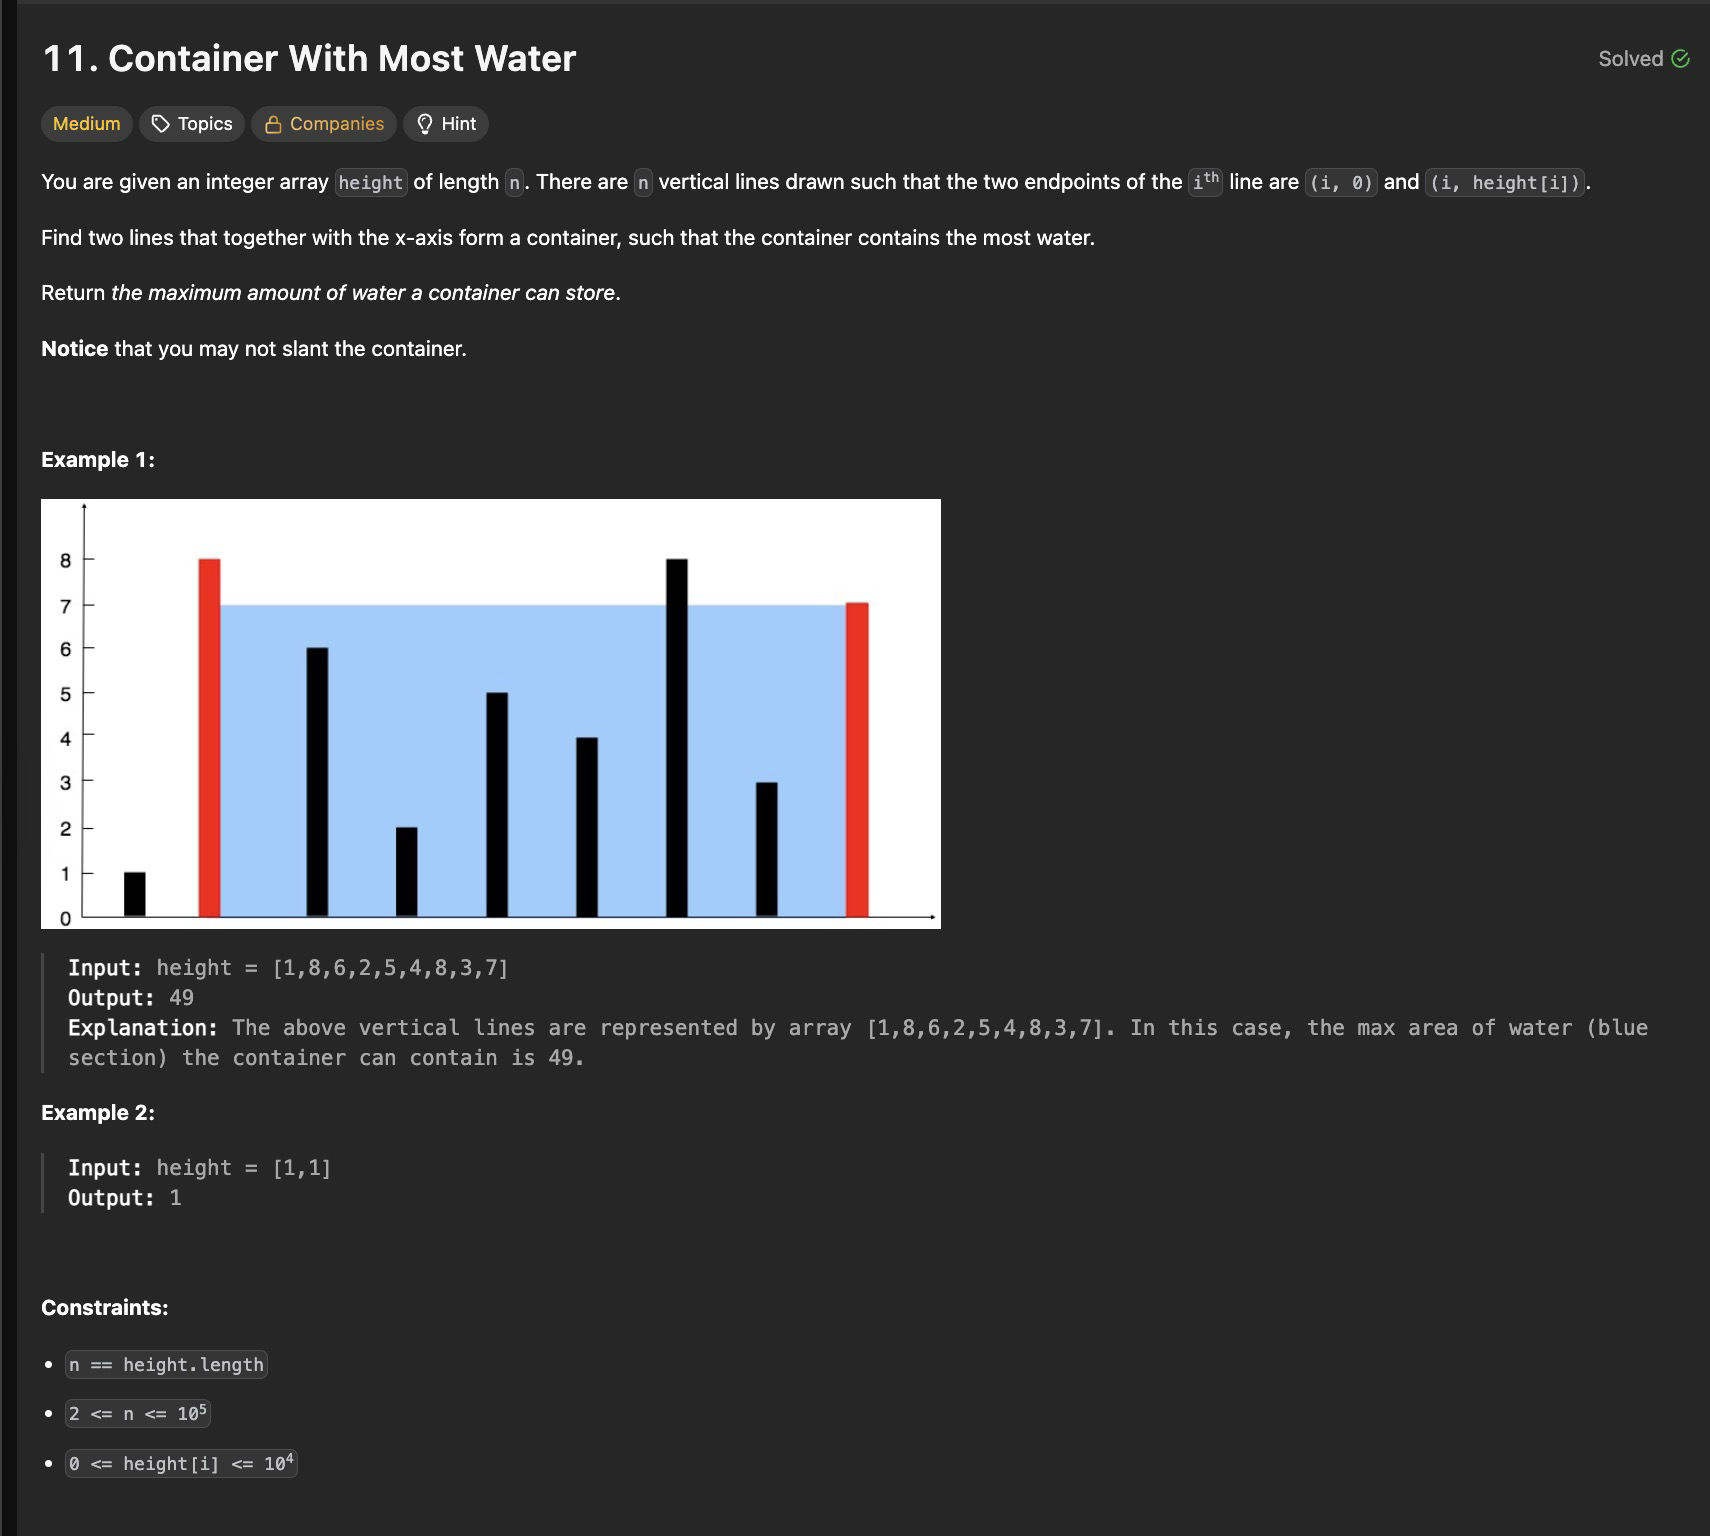 11. Container With Most Water
Solved
Medium Topics Companies Hint
You are given an integer array height of length n. There are n vertical lines drawn such that the two endpoints of the iᵗʰ line are (i, 0) and (i, height[i]).
Find two lines that together with the x-axis form a container, such that the container contains the most water.
Return the maximum amount of water a container can store.
Notice that you may not slant the container.
Example 1:
8
7
6
5
4
3
2
1
0
Input: height = [1,8,6,2,5,4,8,3,7]
Output: 49
Explanation: The above vertical lines are represented by array [1,8,6,2,5,4,8,3,7]. In this case, the max area of water (blue
section) the container can contain is 49.
Example 2:
Input: height = [1,1]
Output: 1
Constraints:
• n == height.length
• 2 <= n <= 10⁵
• 0 <= height[i] <= 10⁴